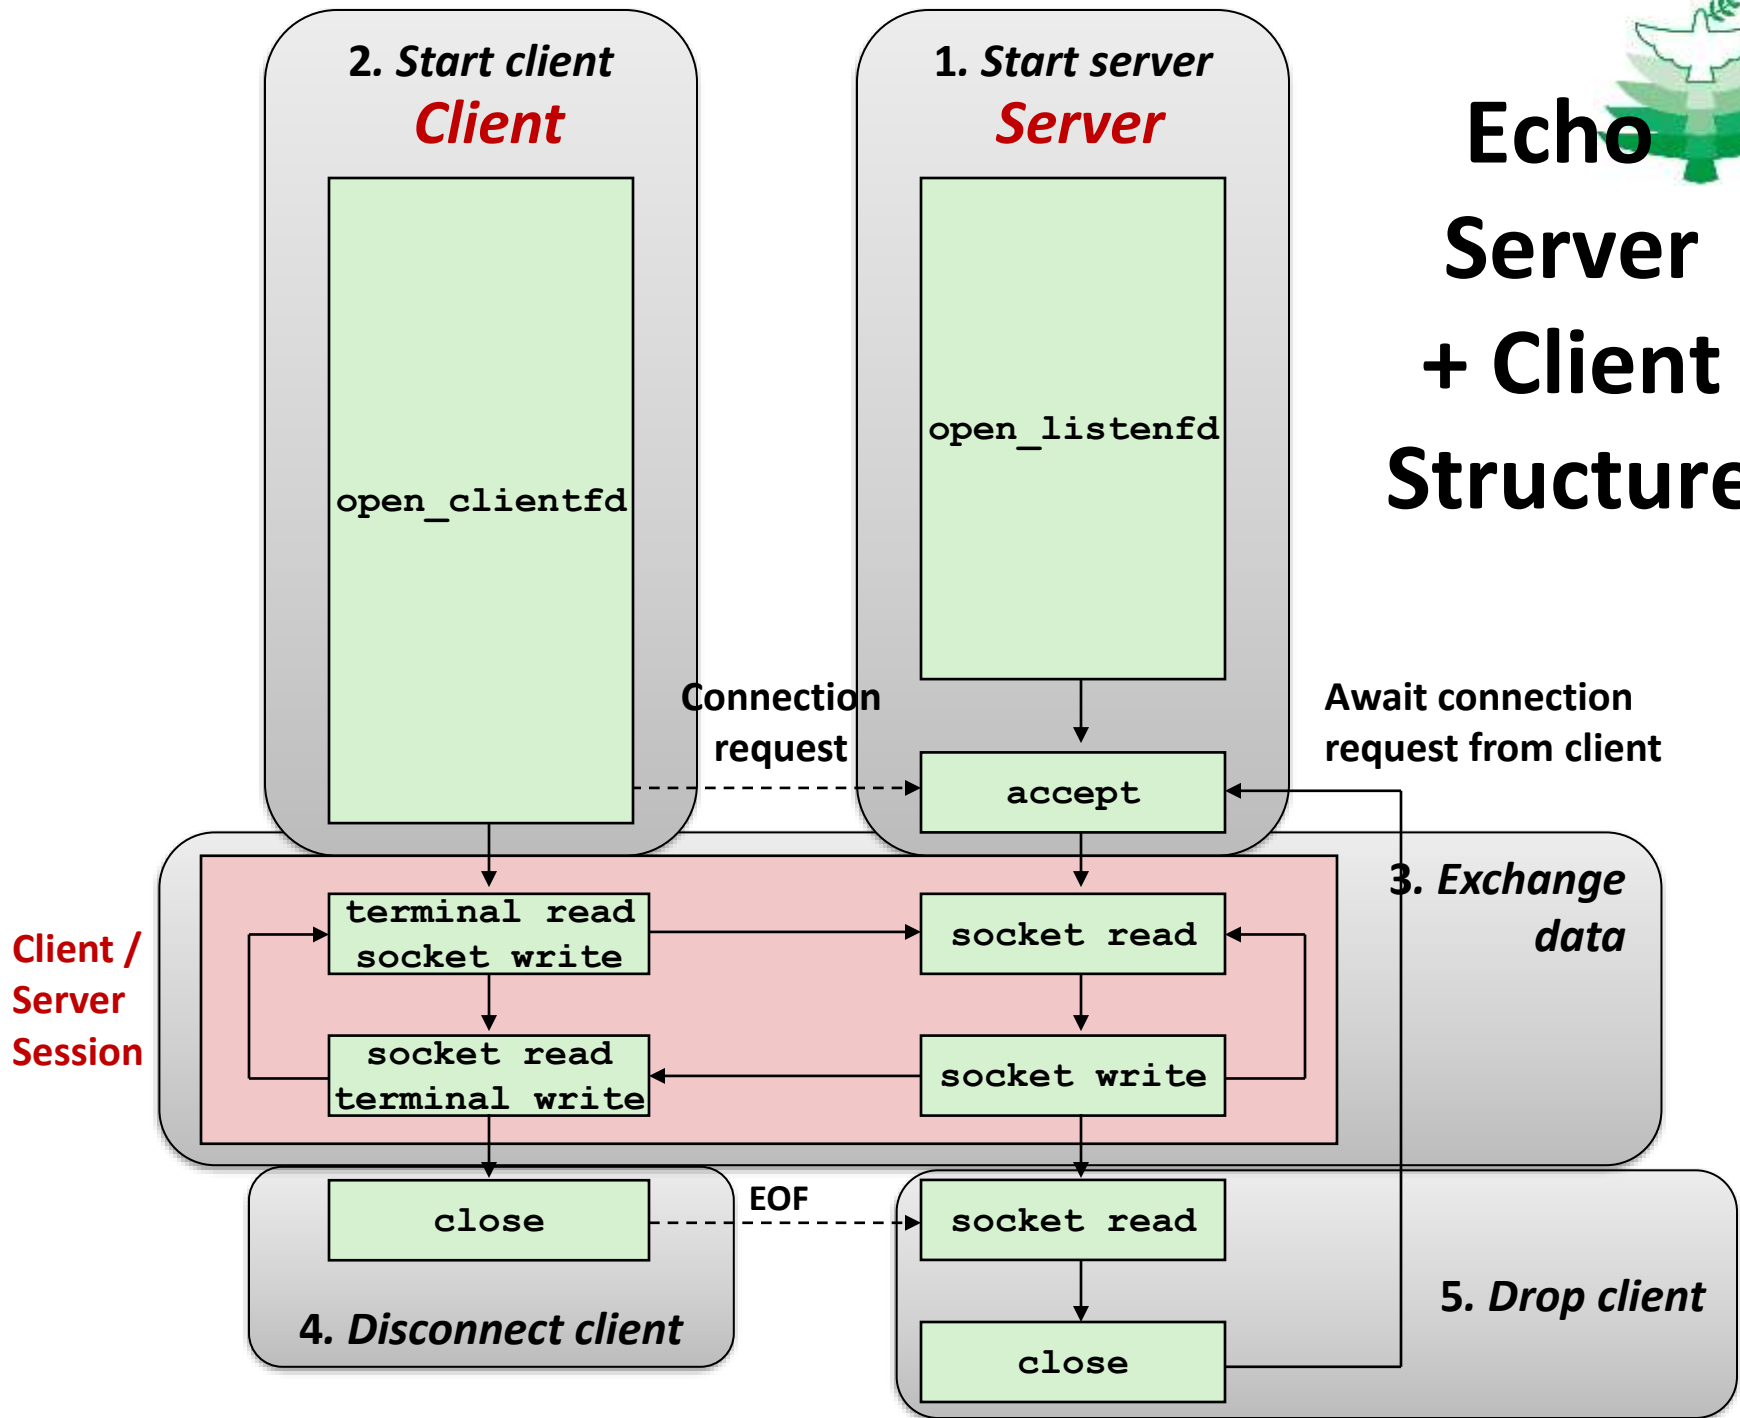 2. Start client
Client
1. Start server
Server
Echo
Server
+ Client
Structure
open_clientfd
open_listenfd
Connection
request
Await connection
request from client
accept
3. Exchange
data
Client /
Server
Session
terminal read
socket write
socket read
socket read
terminal write
socket write
close
EOF
socket read
4. Disconnect client
5. Drop client
close